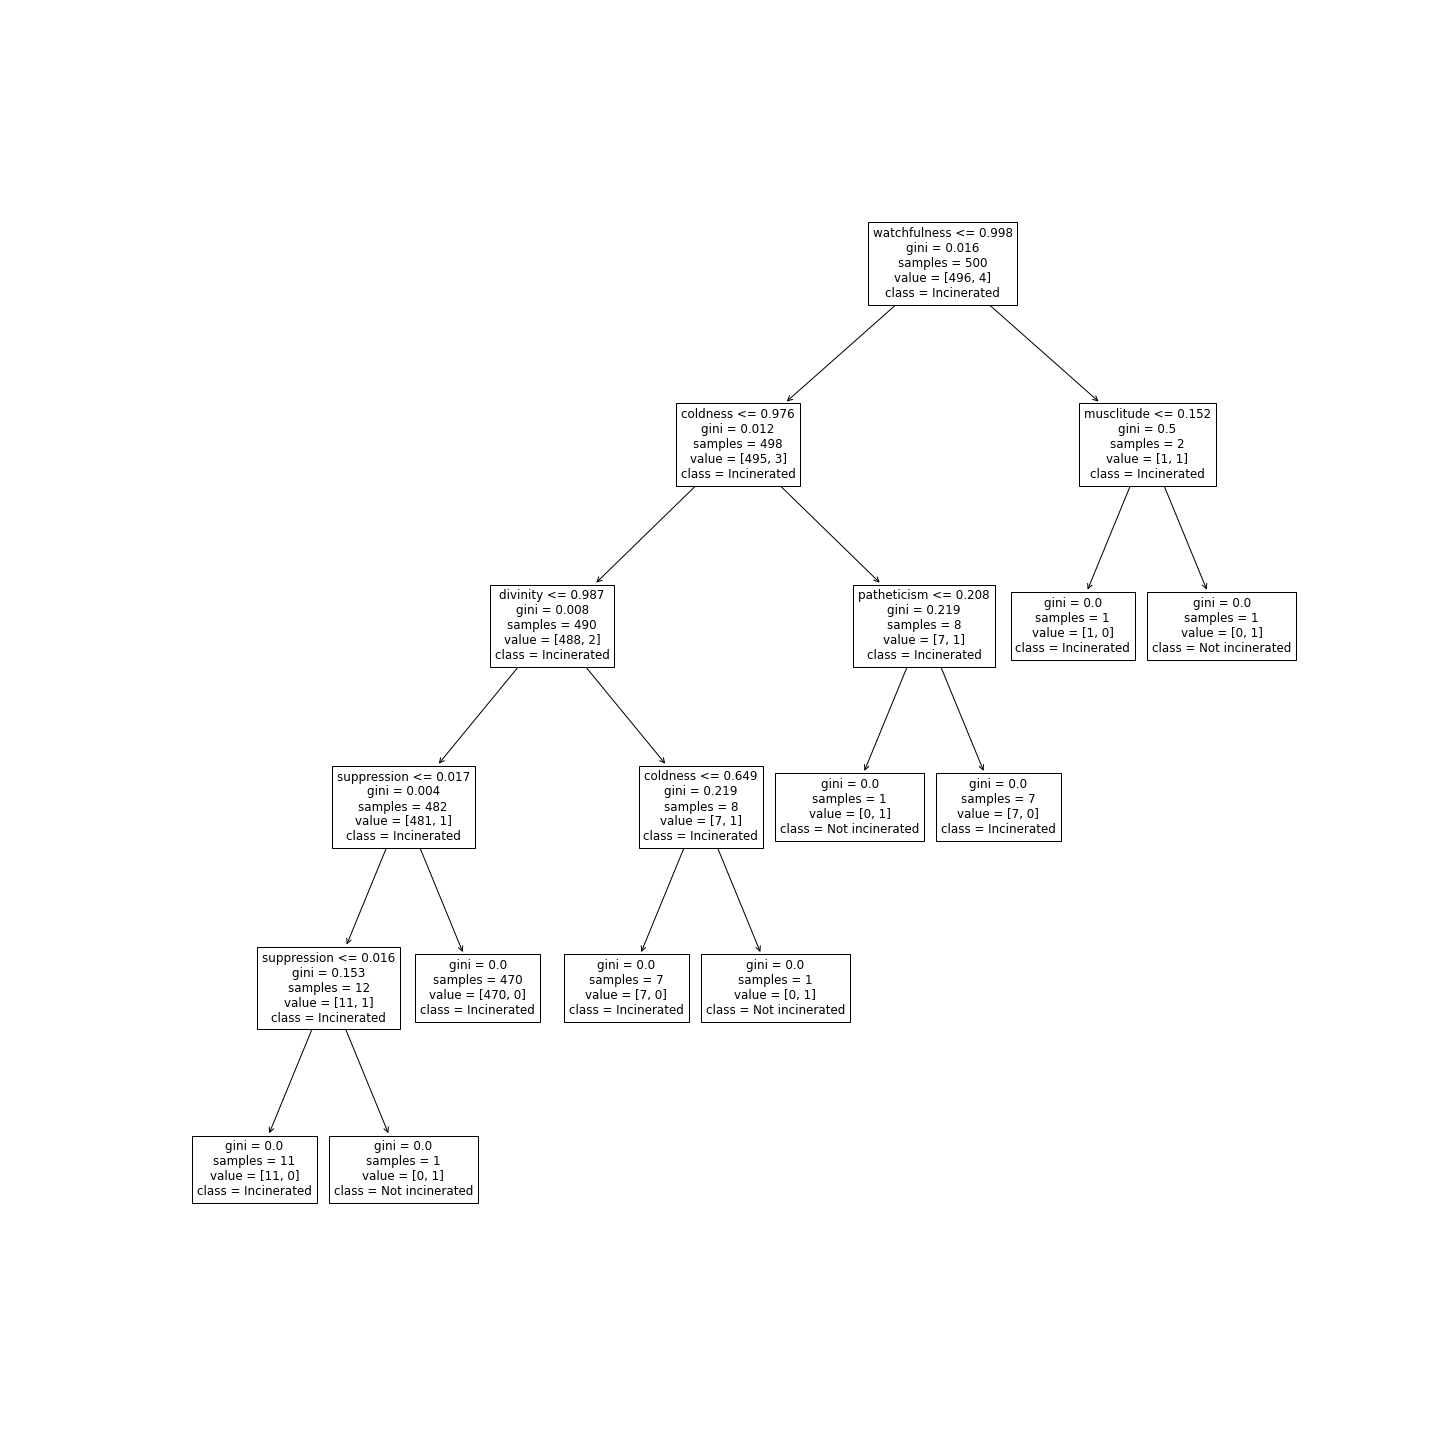 watchfulness <= 0.998
gini = 0.016
samples = 500
value = [496, 4]
class = Incinerated
coldness <= 0.976
gini = 0.012
samples = 498
value = [495, 3]
class = Incinerated
musclitude <= 0.152
gini = 0.5
samples = 2
value = [1, 1]
class = Incinerated
divinity <= 0.987
gini = 0.008
samples = 490
value = [488, 2]
class = Incinerated
patheticism <= 0.208
gini = 0.219
samples = 8
value = [7, 1]
class = Incinerated
gini = 0.0
samples = 1
value = [1, 0]
class = Incinerated
gini = 0.0
samples = 1
value = [0, 1]
class = Not incinerated
suppression <= 0.017
gini = 0.004
samples = 482
value = [481, 1]
class = Incinerated
coldness <= 0.649
gini = 0.219
samples = 8
value = [7, 1]
class = Incinerated
gini = 0.0
samples = 1
value = [0, 1]
class = Not incinerated
gini = 0.0
samples = 7
value = [7, 0]
class = Incinerated
suppression <= 0.016
gini = 0.153
samples = 12
value = [11, 1]
class = Incinerated
gini = 0.0
samples = 470
value = [470, 0]
class = Incinerated
gini = 0.0
samples = 7
value = [7, 0]
class = Incinerated
gini = 0.0
samples = 1
value = [0, 1]
class = Not incinerated
gini = 0.0
samples = 11
value = [11, 0]
class = Incinerated
gini = 0.0
samples = 1
value = [0, 1]
class = Not incinerated